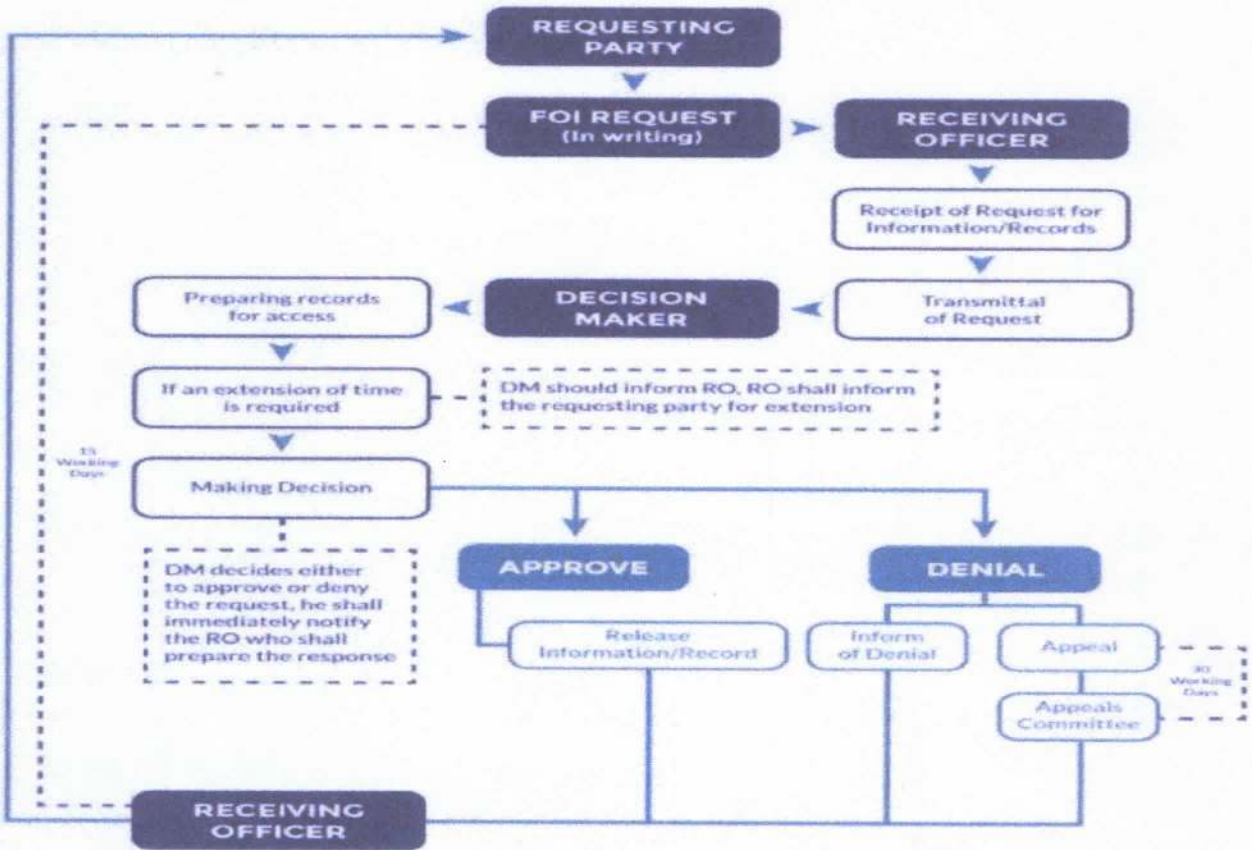 REQUESTING
PARTY
FOI REQUEST
(In writing)
RECEIVING
OFFICER
Receipt of Request for
Information/Records
Transmittal
of Request
DECISION
MAKER
Preparing records
for access
If an extension of time
is required
DM should inform RO, RO shall inform
the requesting party for extension
15
Working
Days
Making Decision
DM decides either
to approve or deny
the request, he shall
immediately notify
the RO who shall
prepare the response
APPROVE
DENIAL
Release
Information/Record
Inform
of Denial
Appeal
30
Working
Days
Appeals
Committee
RECEIVING
OFFICER